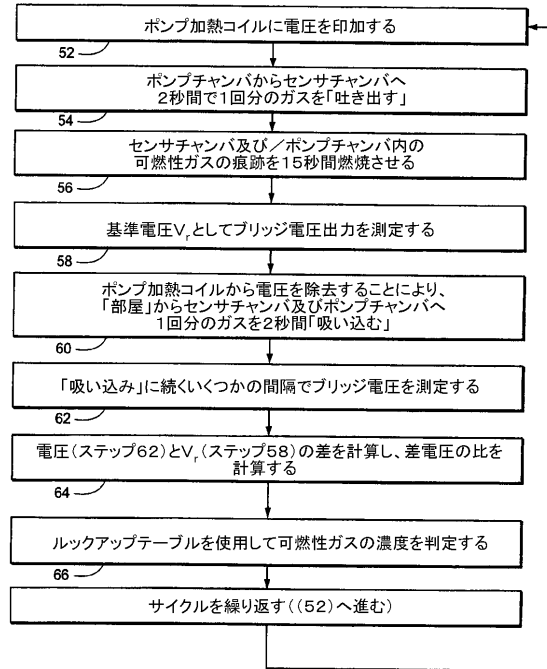 ポンプ加熱コイルに電圧を印加する
52
ポンプチャンバからセンサチャンバへ
2秒間で1回分のガスを「吐き出す」
54
センサチャンバ及び／ポンプチャンバ内の
可燃性ガスの痕跡を15秒間燃焼させる
56
基準電圧Vrとしてブリッジ電圧出力を測定する
58
ポンプ加熱コイルから電圧を除去することにより、
「部屋」からセンサチャンバ及びポンプチャンバへ
1回分のガスを2秒間「吸い込む」
60
「吸い込み」に続くいくつかの間隔でブリッジ電圧を測定する
62
電圧(ステップ62)とVr(ステップ58)の差を計算し、差電圧の比を
計算する
64
ルックアップテーブルを使用して可燃性ガスの濃度を判定する
66
サイクルを繰り返す((52)へ進む)